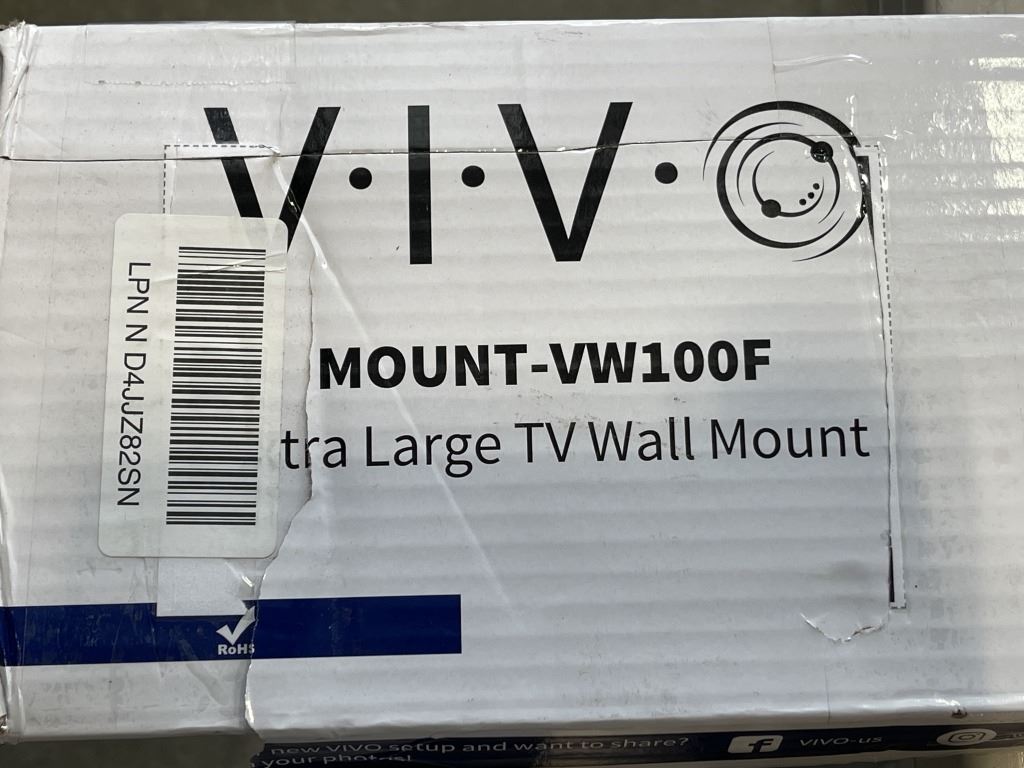 V·I·V·O
MOUNT-VW100F
tra Large TV Wall Mount
LPN N D4JJZ82SN
RoHS
new VIVO setup and want to share?
VIVO-us
your photos!